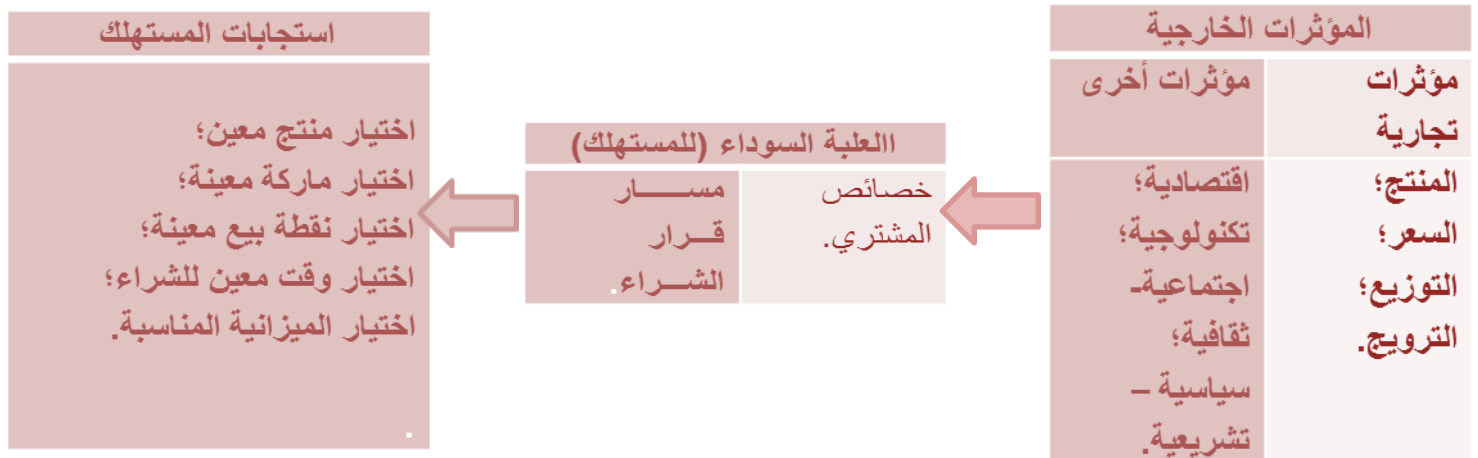 المؤثرات الخارجية
مؤثرات
تجارية
مؤثرات أخرى
المنتج؛
السعر؛
التوزيع؛
الترويج.
اقتصادية؛
تكنولوجية؛
اجتماعية-
ثقافية؛
سياسية –
تشريعية.
االعلبة السوداء (للمستهلك)
خصائص
المشتري.
مســـــار
قـــرار
الشــــراء.
استجابات المستهلك
اختيار منتج معين؛
اختيار ماركة معينة؛
اختيار نقطة بيع معينة؛
اختيار وقت معين للشراء؛
اختيار الميزانية المناسبة.
.